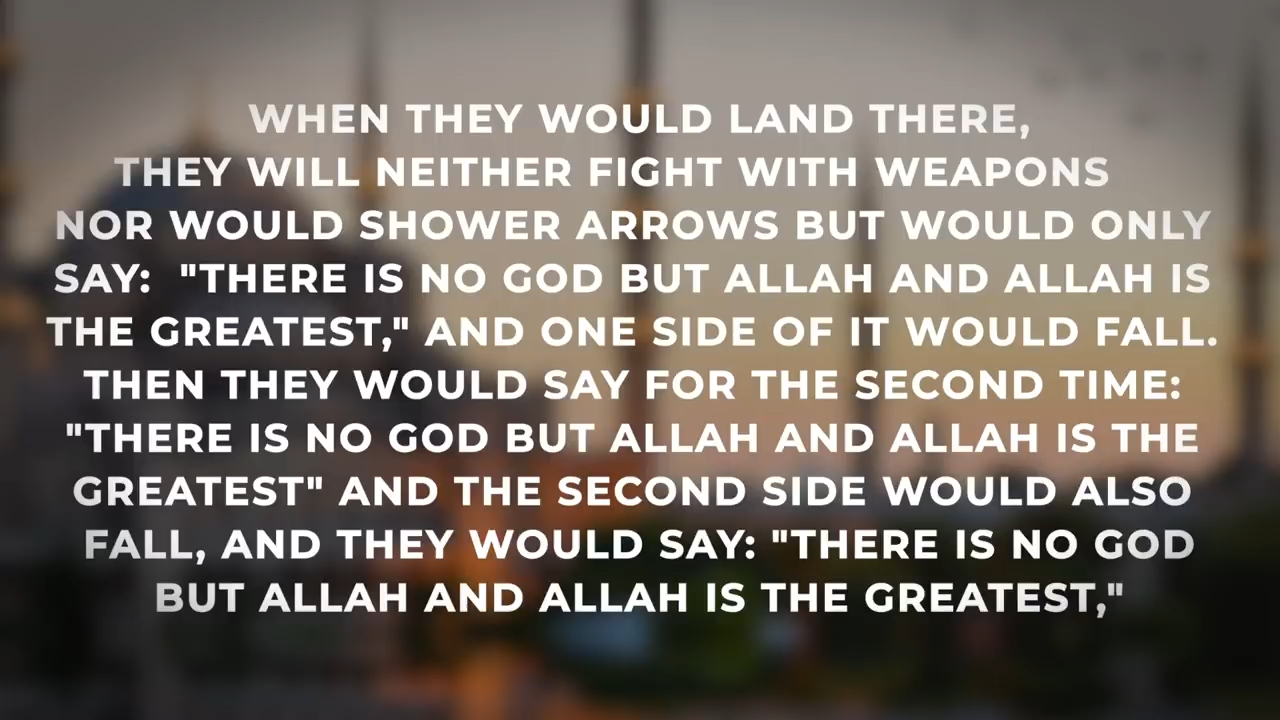 WHEN THEY WOULD LAND THERE,
THEY WILL NEITHER FIGHT WITH WEAPONS
NOR WOULD SHOWER ARROWS BUT WOULD ONLY
SAY: "THERE IS NO GOD BUT ALLAH AND ALLAH IS
THE GREATEST," AND ONE SIDE OF IT WOULD FALL.
THEN THEY WOULD SAY FOR THE SECOND TIME:
"THERE IS NO GOD BUT ALLAH AND ALLAH IS THE
GREATEST" AND THE SECOND SIDE WOULD ALSO
FALL, AND THEY WOULD SAY: "THERE IS NO GOD
BUT ALLAH AND ALLAH IS THE GREATEST,"